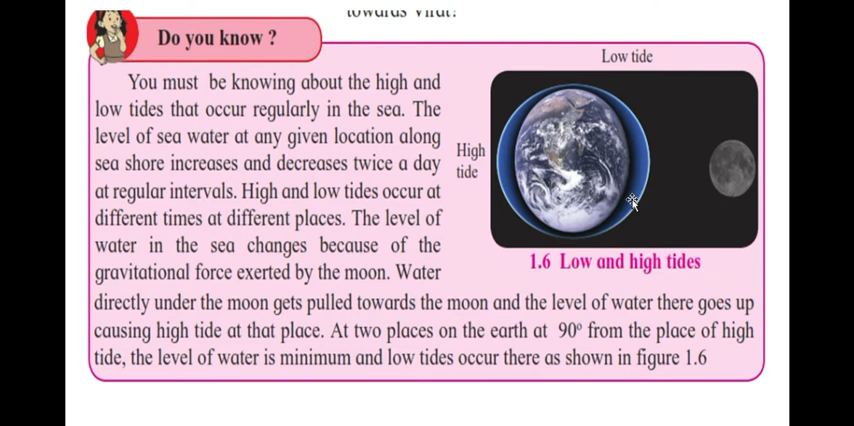 Do you know ?
You must be knowing about the high and
low tides that occur regularly in the sea. The
level of sea water at any given location along
sea shore increases and decreases twice a day
at regular intervals. High and low tides occur at
different times at different places. The level of
water in the sea changes because of the
gravitational force exerted by the moon. Water
directly under the moon gets pulled towards the moon and the level of water there goes up
causing high tide at that place. At two places on the earth at 90° from the place of high
tide, the level of water is minimum and low tides occur there as shown in figure 1.6
Low tide
High
tide
1.6 Low and high tides